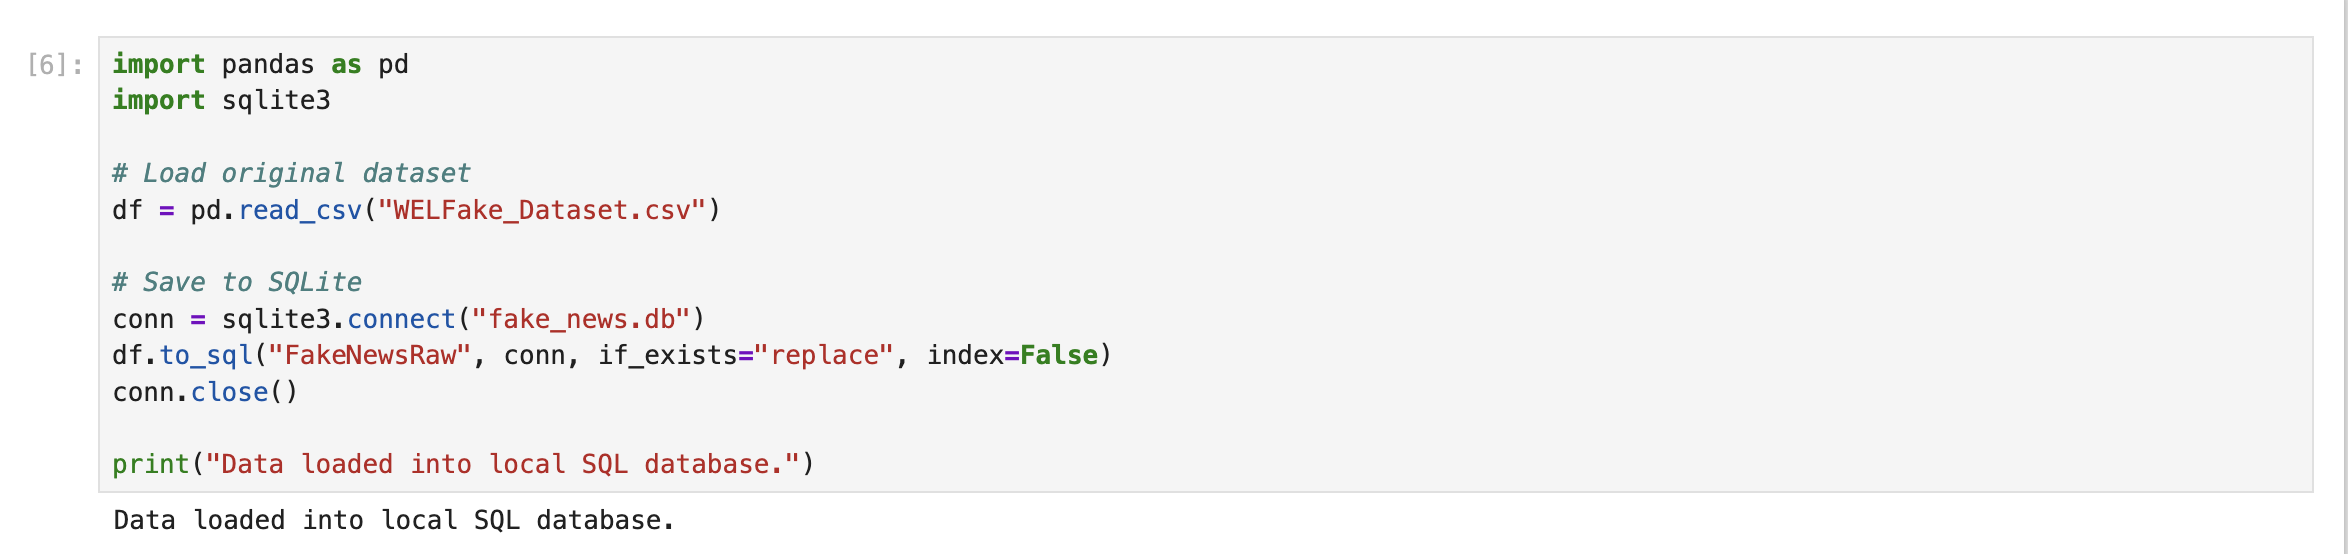 [6]:
import pandas as pd
import sqlite3
# Load original dataset
df = pd.read_csv("WELFake_Dataset.csv")
# Save to SQLite
conn = sqlite3.connect("fake_news.db")
df.to_sql("FakeNewsRaw", conn, if_exists="replace", index=False)
conn.close()
print("Data loaded into local SQL database.")
Data loaded into local SQL database.